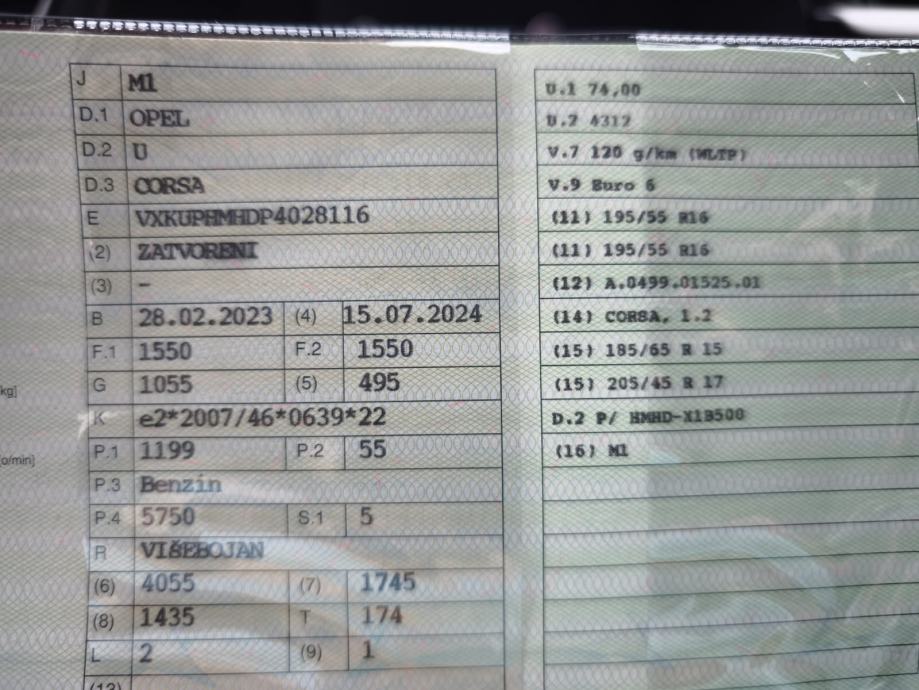 J M1
D.1 OPEL
D.2 U
D.3 CORSA
E VXKUPHMHDP4028116
(2) ZATVORENI
(3) –
B 28.02.2023 (4) 15.07.2024
F.1 1550 F.2 1550
G 1055 (5) 495
kg]
K e2*2007/46*0639*22
P.1 1199 P.2 55
o/min]
P.3 Benzin
P.4 5750 S.1 5
R VIŠEBOJAN
(6) 4055 (7) 1745
(8) 1435 T 174
L 2 (9) 1
(13)
U.1 74,00
U.2 4312
V.7 120 g/km (WLTP)
V.9 Euro 6
(11) 195/55 R16
(11) 195/55 R16
(12) A.0499.01525.01
(14) CORSA, 1.2
(15) 185/65 R 15
(15) 205/45 R 17
D.2 P/ HMHD-X1B500
(16) M1